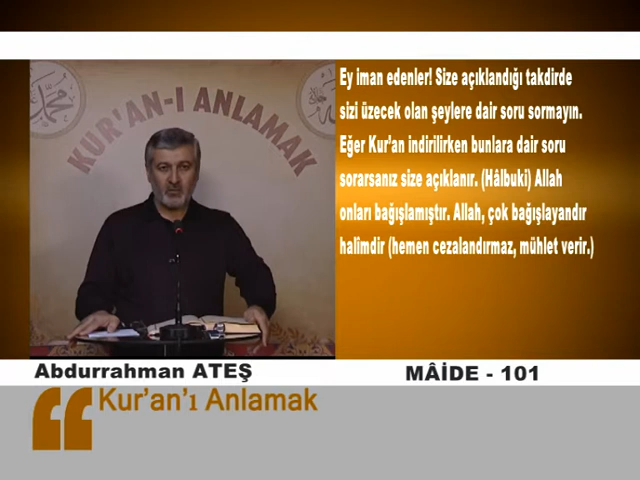 KUR'AN-I ANLAMAK
Ey iman edenler! Size açıklandığı takdirde
sizi üzecek olan şeylere dair soru sormayın.
Eğer Kur'an indirilirken bunlara dair soru
sorarsanız size açıklanır. (Hâlbuki) Allah
onları bağışlamıştır. Allah, çok bağışlayandır
halîmdir (hemen cezalandırmaz, mühlet verir.)
Abdurrahman ATEŞ
MÂİDE - 101
Kur'an'ı Anlamak